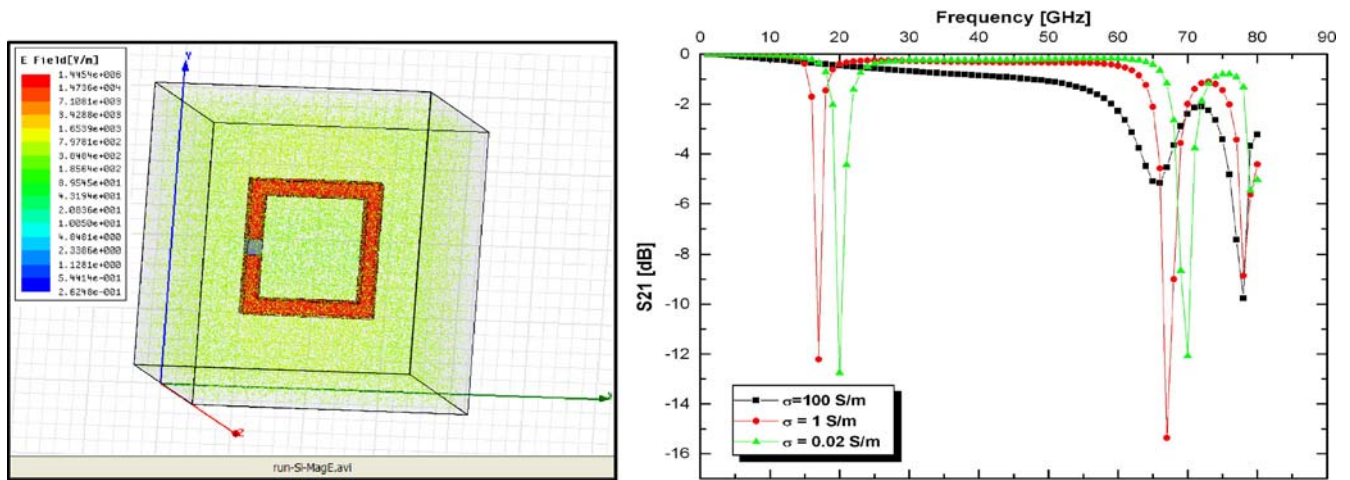 E Field[V/m]
1.4454e+006
1.4736e+004
7.1081e+003
3.4288e+003
1.6539e+003
7.9781e+002
3.8482e+002
1.8564e+002
8.9545e+001
4.3194e+001
2.0836e+001
1.0050e+001
4.8481e+000
2.3386e+000
1.1281e+000
5.4414e-001
2.6248e-001
Y
Z
run-Si-MagE.avi
Frequency [GHz]
0 10 20 30 40 50 60 70 80 90
S21 [dB]
0
-2
-4
-6
-8
-10
-12
-14
-16
σ=100 S/m
σ = 1 S/m
σ = 0.02 S/m